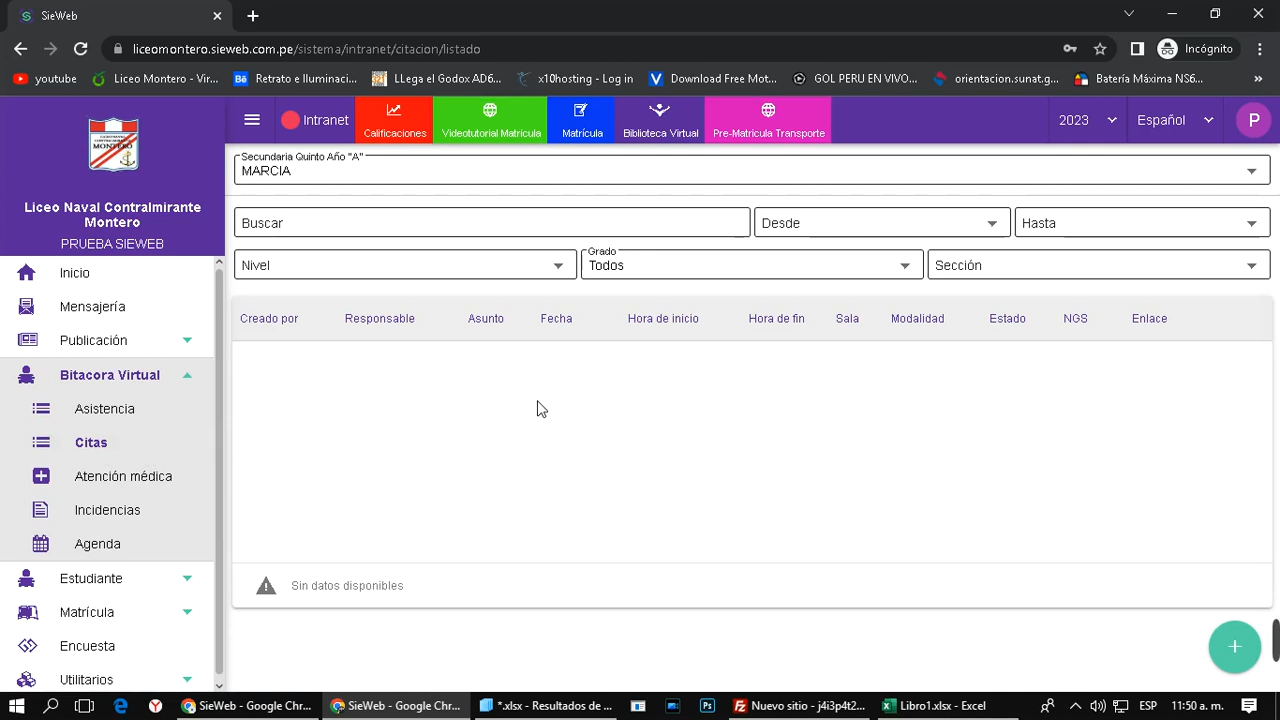 SieWeb
liceomontero.sieweb.com.pe/sistema/intranet/citacion/listado
Incógnito
youtube
Liceo Montero - Vir...
Retrato e Iluminaci...
LLega el Godox AD6...
x10hosting - Log in
Download Free Mot...
GOL PERU EN VIVO...
orientacion.sunat.g...
Batería Máxima NS6...
»
Intranet
Calificaciones
Videotutorial Matricula
Matrícula
Biblioteca Virtual
Pre-Matricula Transporte
2023
Español
P
MONTERO
Liceo Naval Contralmirante
Montero
PRUEBA SIEWEB
Inicio
Mensajería
Publicación
Bitacora Virtual
Asistencia
Citas
Atención médica
Incidencias
Agenda
Estudiante
Matrícula
Encuesta
Utilitarios
Secundaria Quinto Año "A"
MARCIA
Buscar
Desde
Hasta
Nivel
Grado
Todos
Sección
Creado por
Responsable
Asunto
Fecha
Hora de inicio
Hora de fin
Sala
Modalidad
Estado
NGS
Enlace
Sin datos disponibles
SieWeb - Google Chr...
SieWeb - Google Chr...
*.xlsx - Resultados de ...
Nuevo sitio - j4i3p4t2...
Libro1.xlsx - Excel
ESP
11:50 a. m.